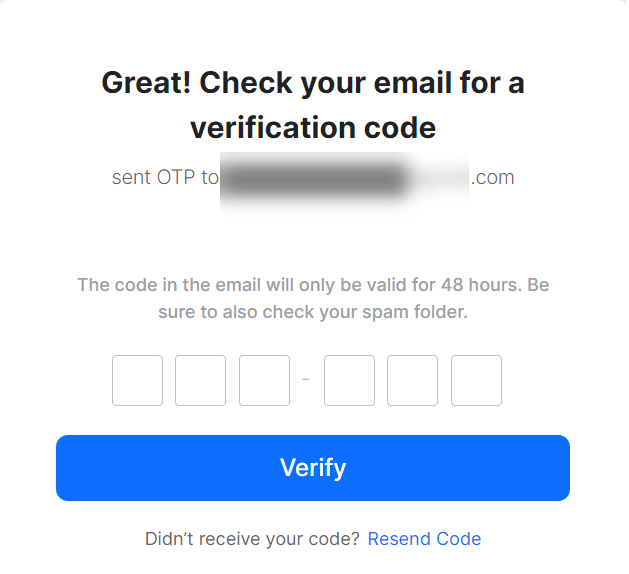 Great! Check your email for a
verification code
sent OTP to .com
The code in the email will only be valid for 48 hours. Be
sure to also check your spam folder.
-
Verify
Didn’t receive your code? Resend Code